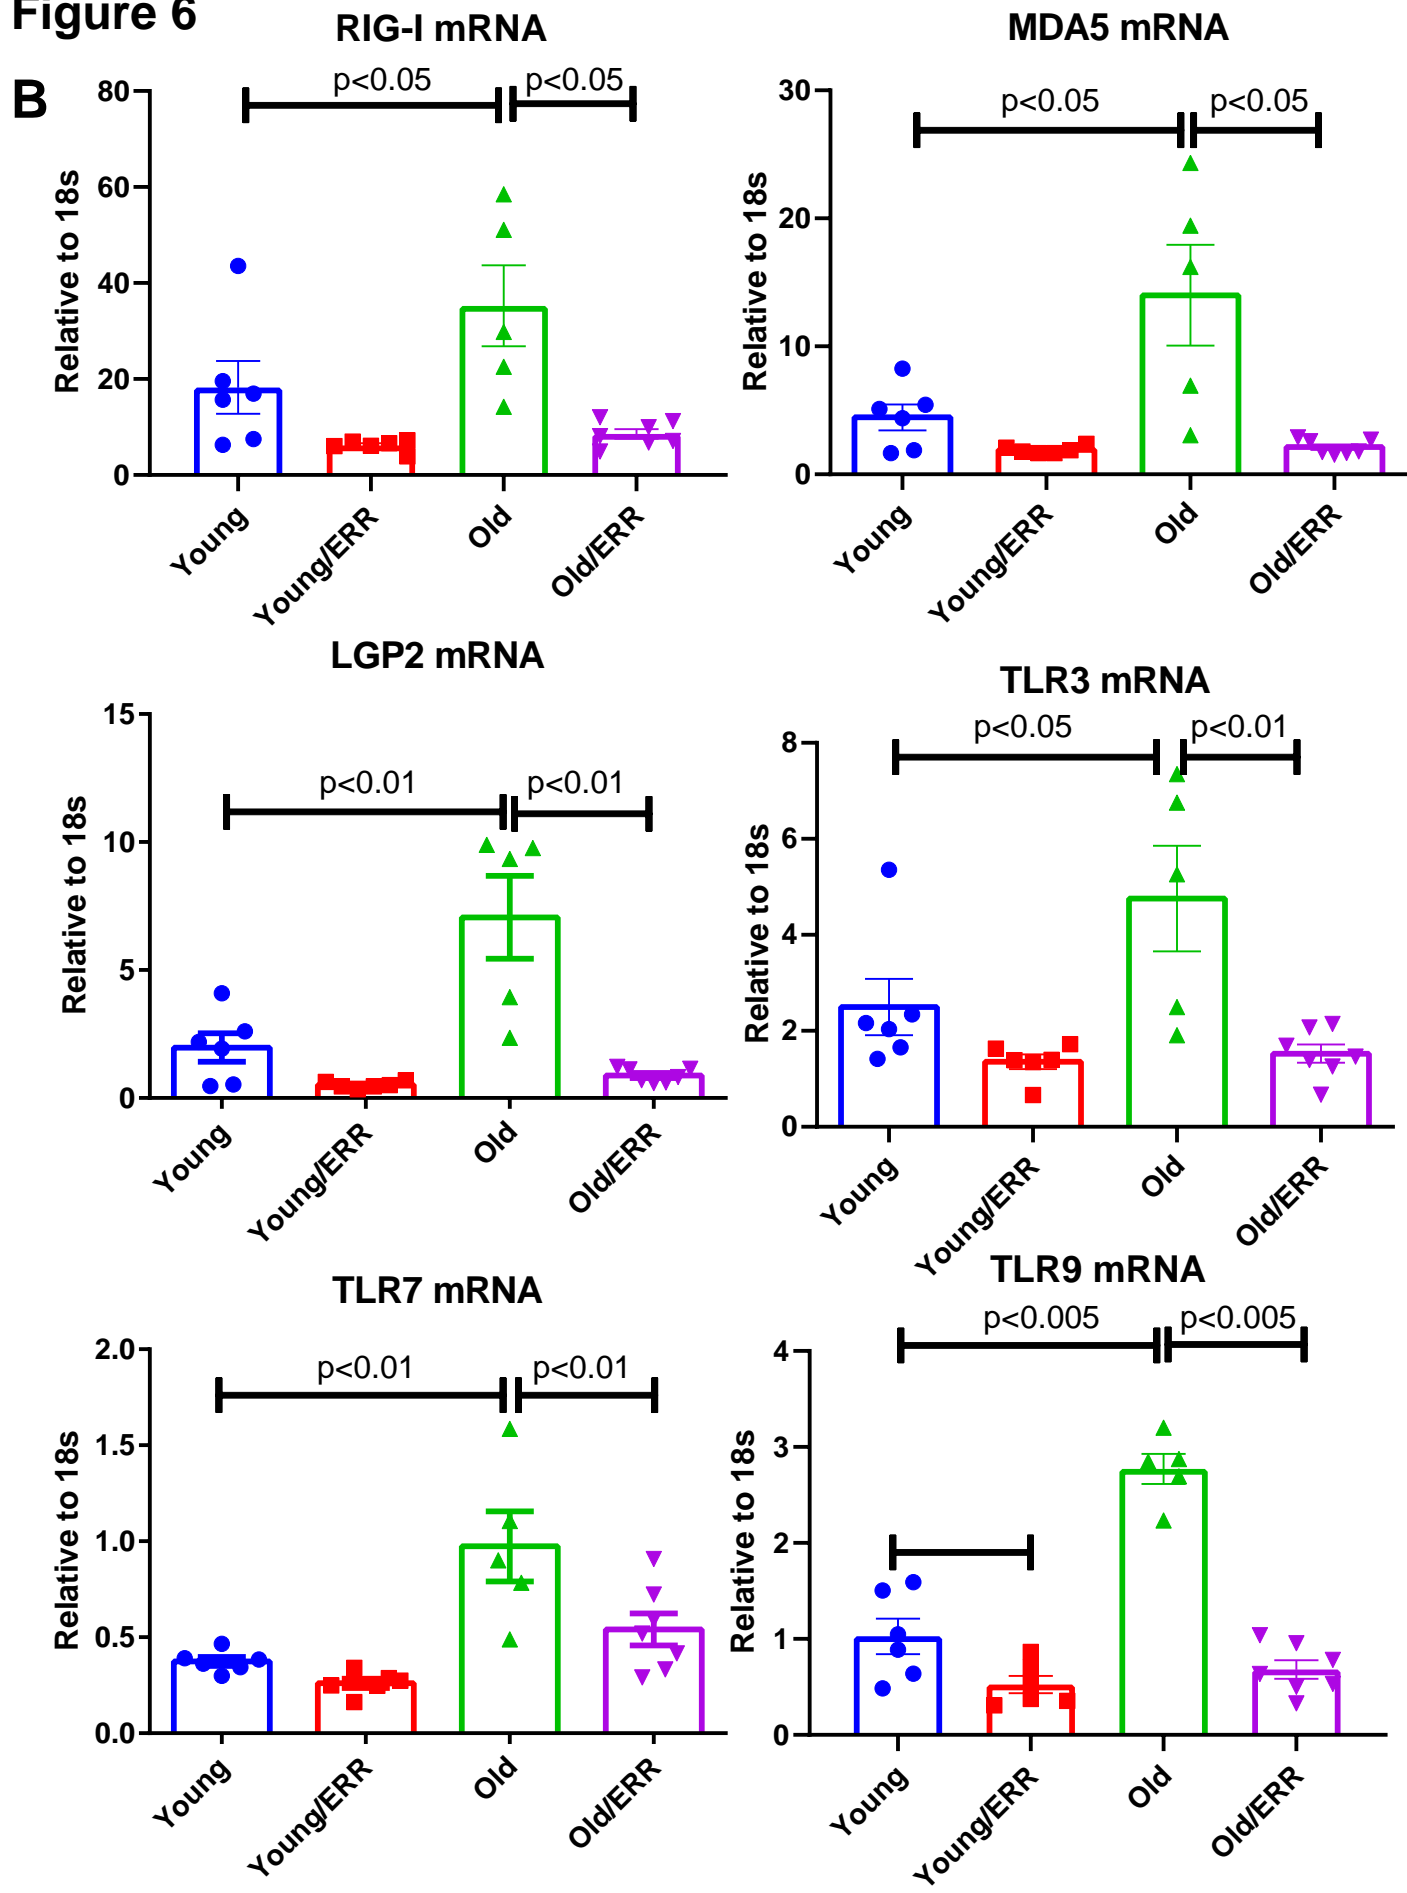 Figure 6
B
RIG-I mRNA
p<0.05 p<0.05
Relative to 18s
80
60
40
20
0
Young
Young/ERR
Old
Old/ERR
MDA5 mRNA
p<0.05 p<0.05
Relative to 18s
30
20
10
0
Young
Young/ERR
Old
Old/ERR
LGP2 mRNA
p<0.01 p<0.01
Relative to 18s
15
10
5
0
Young
Young/ERR
Old
Old/ERR
TLR3 mRNA
p<0.05 p<0.01
Relative to 18s
8
6
4
2
0
Young
Young/ERR
Old
Old/ERR
TLR7 mRNA
p<0.01 p<0.01
Relative to 18s
2.0
1.5
1.0
0.5
0.0
Young
Young/ERR
Old
Old/ERR
TLR9 mRNA
p<0.005 p<0.005
Relative to 18s
4
3
2
1
0
Young
Young/ERR
Old
Old/ERR